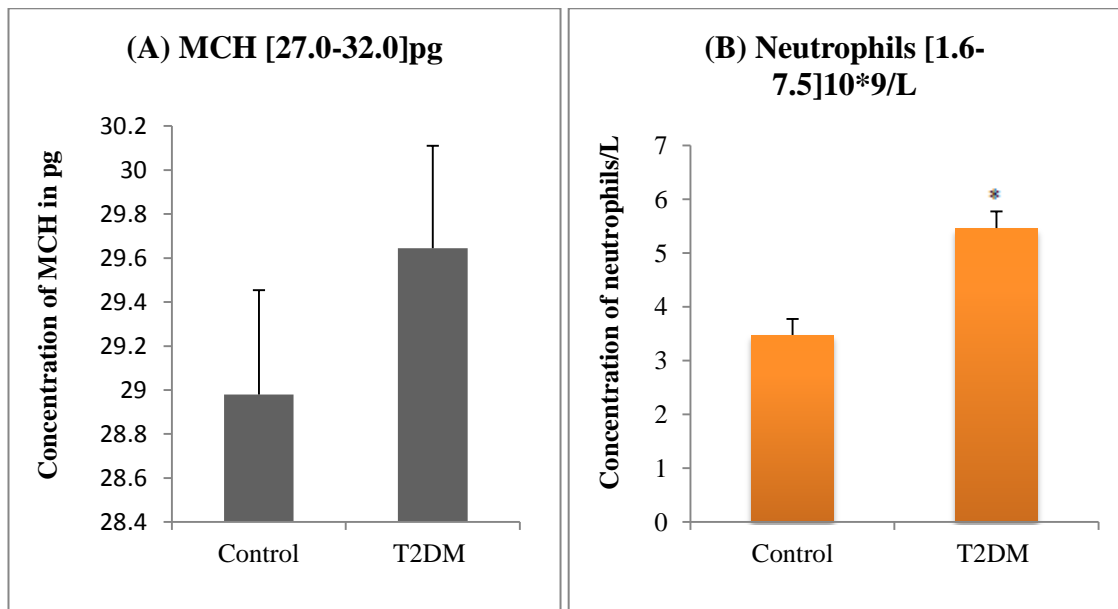 (A) MCH [27.0-32.0]pg
Concentration of MCH in pg
30.2
30
29.8
29.6
29.4
29.2
29
28.8
28.6
28.4
Control
T2DM
(B) Neutrophils [1.6-
7.5]10*9/L
Concentration of neutrophils/L
7
6
5
4
3
2
1
0
*
Control
T2DM